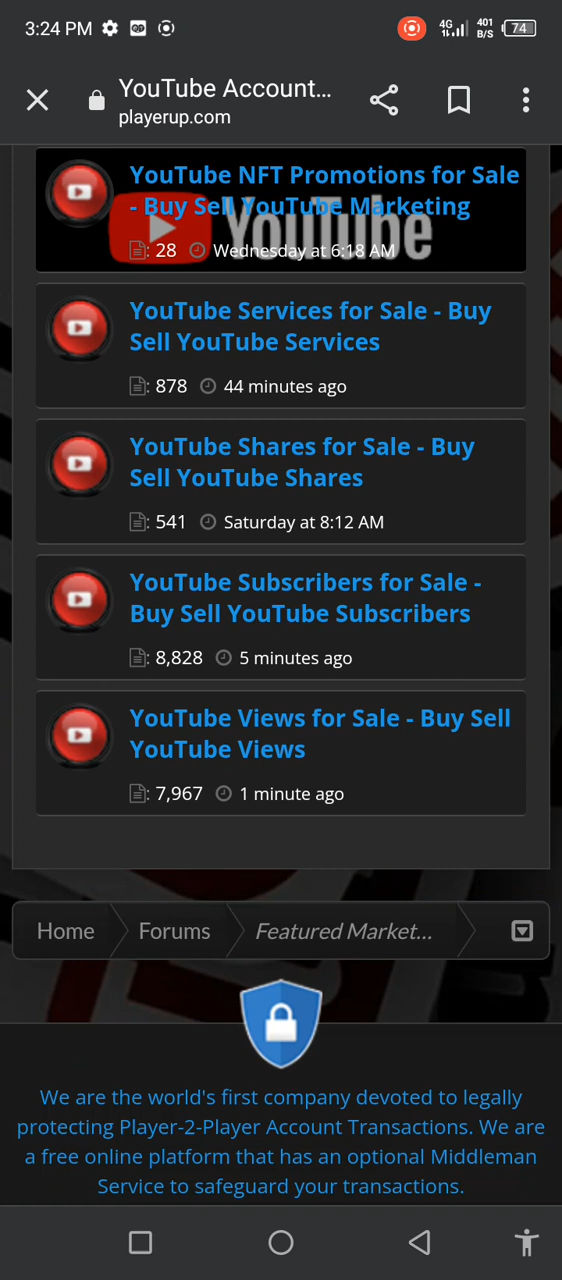 3:24 PM 4G 401 B/S 74
YouTube Account...
playerup.com
YouTube NFT Promotions for Sale
- Buy Sell YouTube Marketing
YouTube
: 28 Wednesday at 6:18 AM
YouTube Services for Sale - Buy
Sell YouTube Services
: 878 44 minutes ago
YouTube Shares for Sale - Buy
Sell YouTube Shares
: 541 Saturday at 8:12 AM
YouTube Subscribers for Sale -
Buy Sell YouTube Subscribers
: 8,828 5 minutes ago
YouTube Views for Sale - Buy Sell
YouTube Views
: 7,967 1 minute ago
Home Forums Featured Market...
We are the world's first company devoted to legally
protecting Player-2-Player Account Transactions. We are
a free online platform that has an optional Middleman
Service to safeguard your transactions.